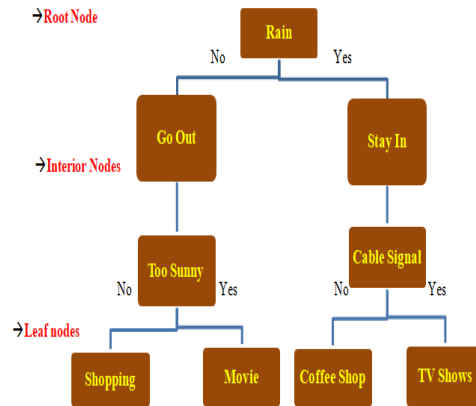 →Root Node
Rain
No
Yes
Go Out
Stay In
→Interior Nodes
Too Sunny
Cable Signal
No
Yes
No
Yes
→Leaf nodes
Shopping
Movie
Coffee Shop
TV Shows